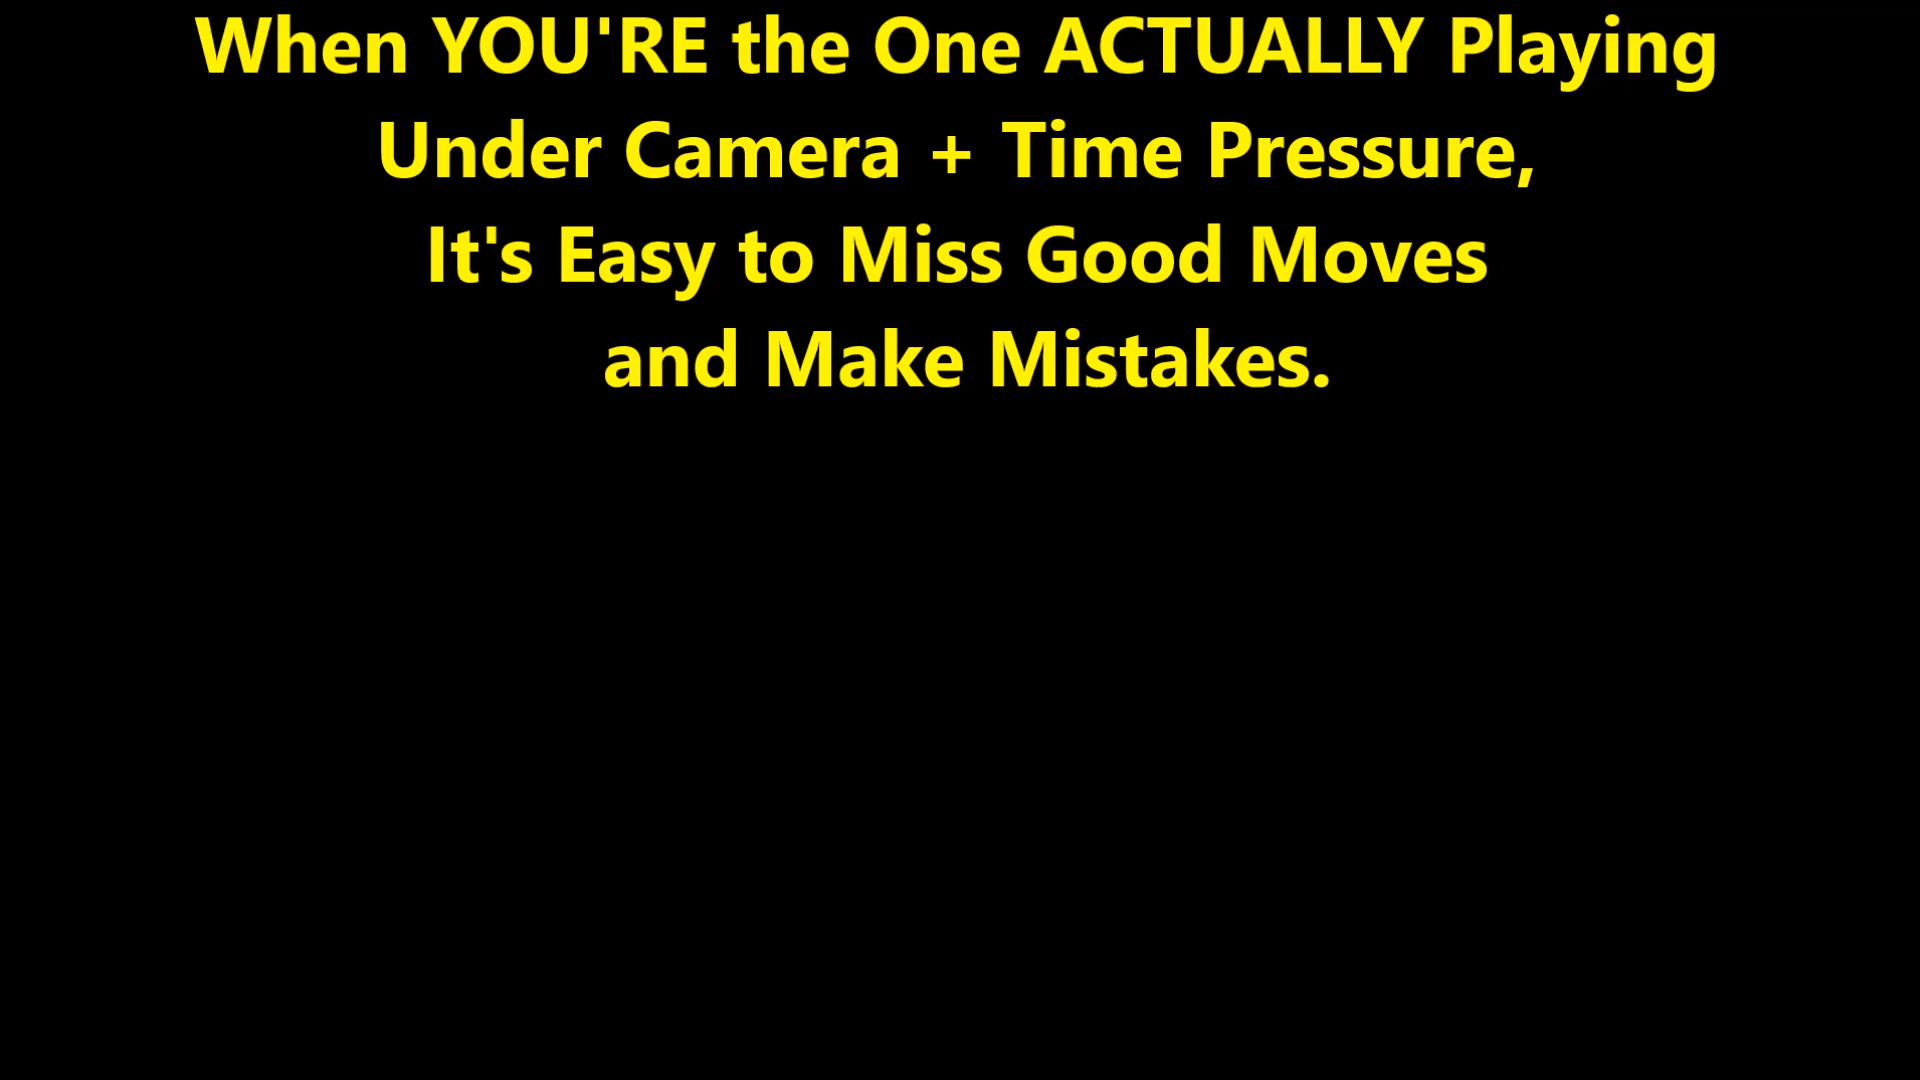 When YOU'RE the One ACTUALLY Playing
Under Camera + Time Pressure,
It's Easy to Miss Good Moves
and Make Mistakes.